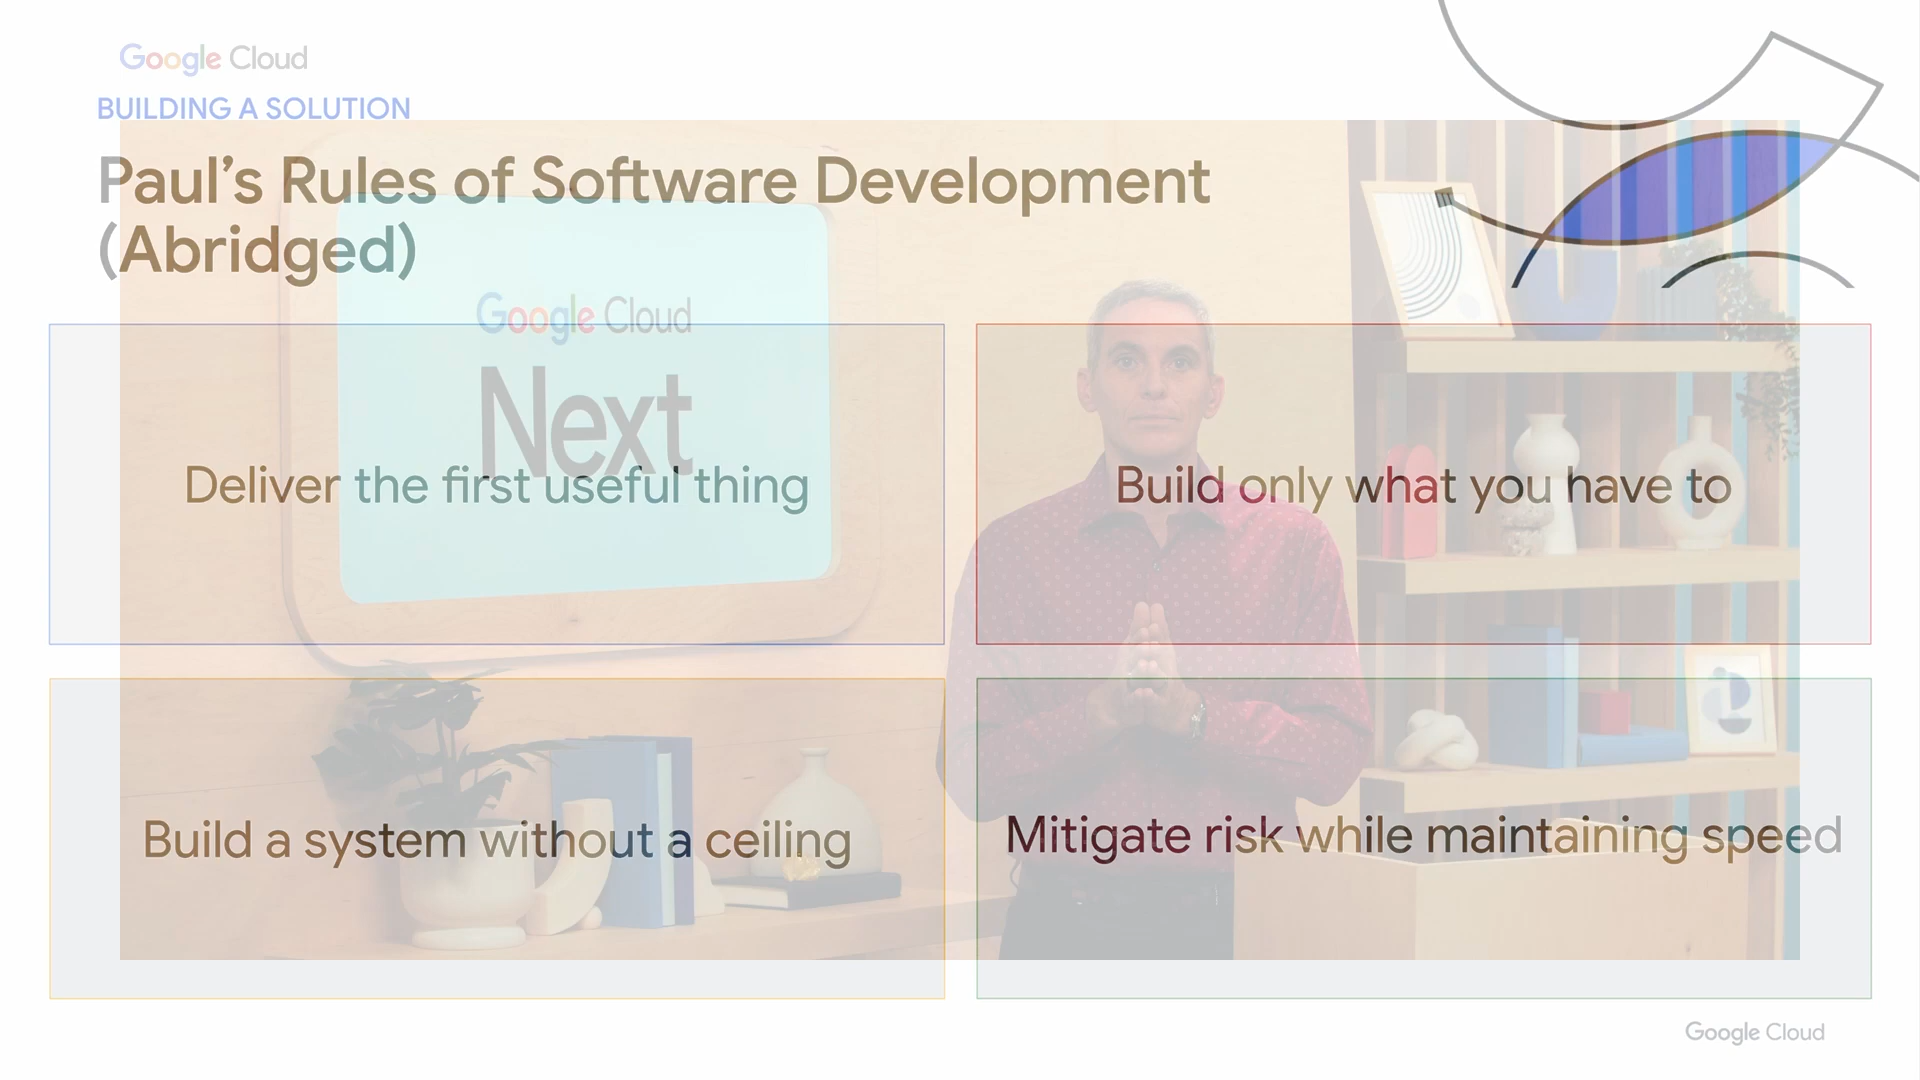 Google Cloud
BUILDING A SOLUTION
Paul's Rules of Software Development
(Abridged)
Google Cloud
Next
Deliver the first useful thing
Build only what you have to
Build a system without a ceiling
Mitigate risk while maintaining speed
Google Cloud